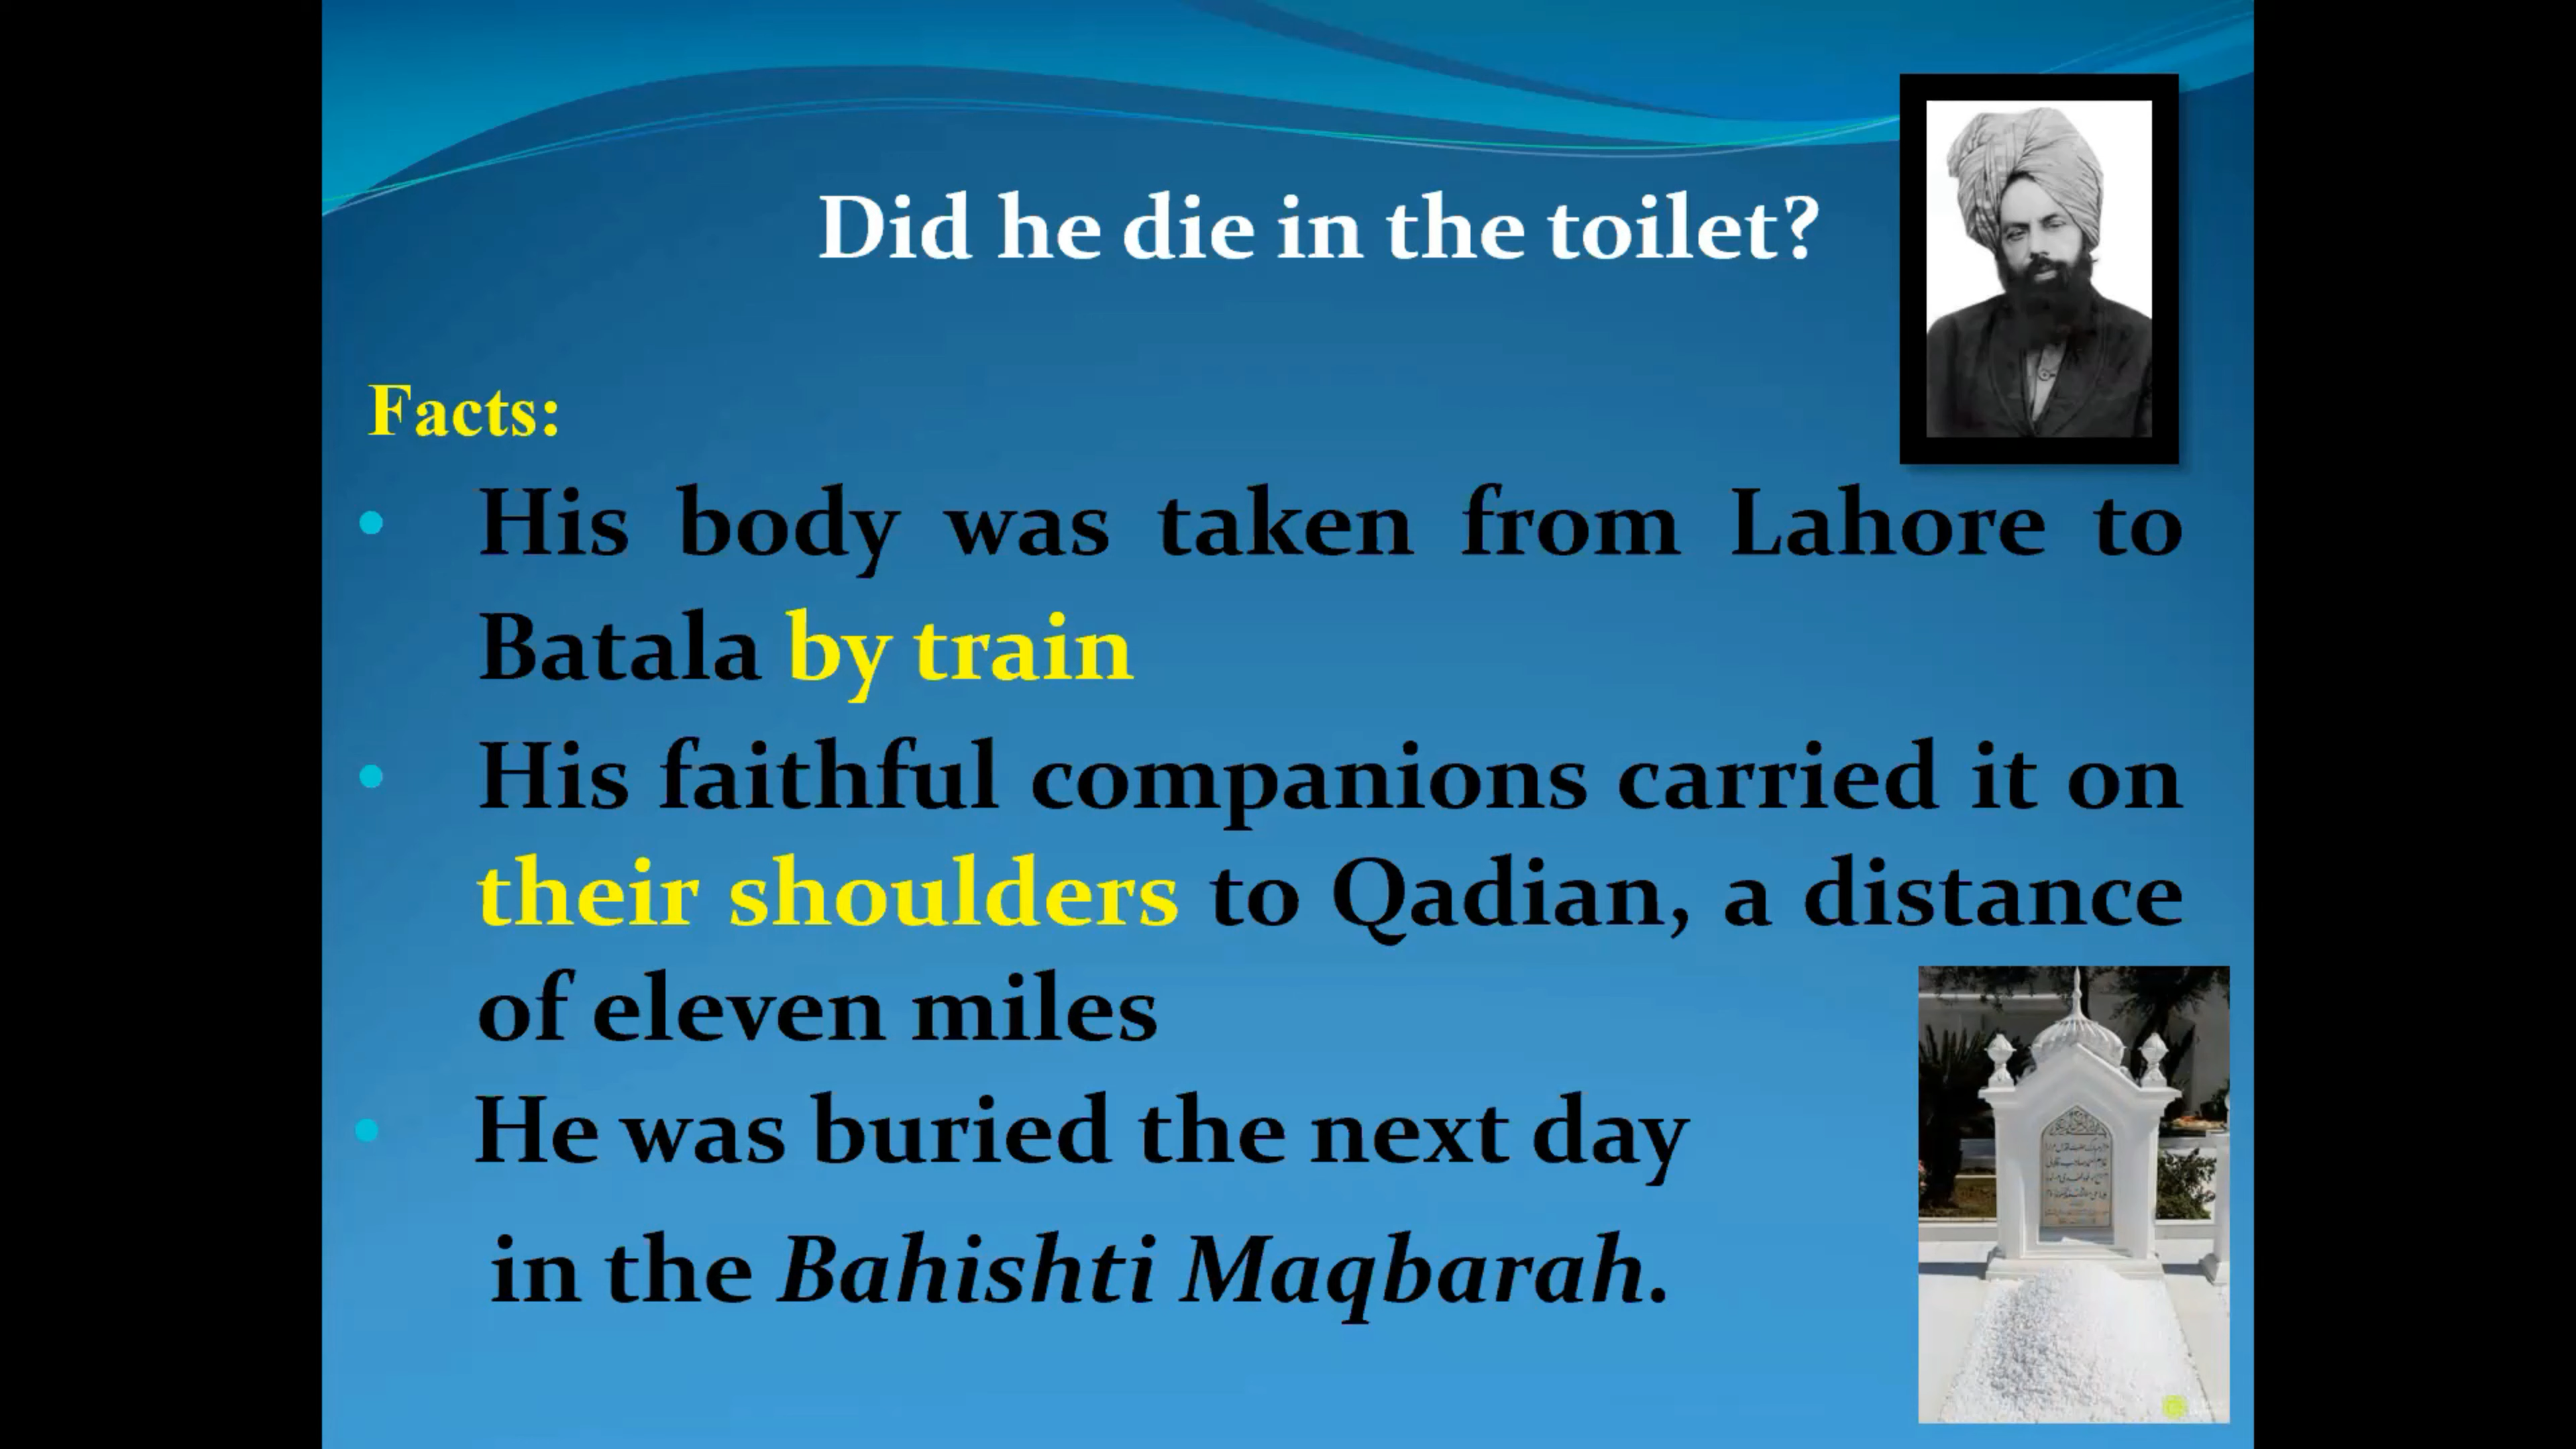 Did he die in the toilet?
Facts:
• His body was taken from Lahore to
Batala by train
• His faithful companions carried it on
their shoulders to Qadian, a distance
of eleven miles
• He was buried the next day
in the Bahishti Maqbarah.